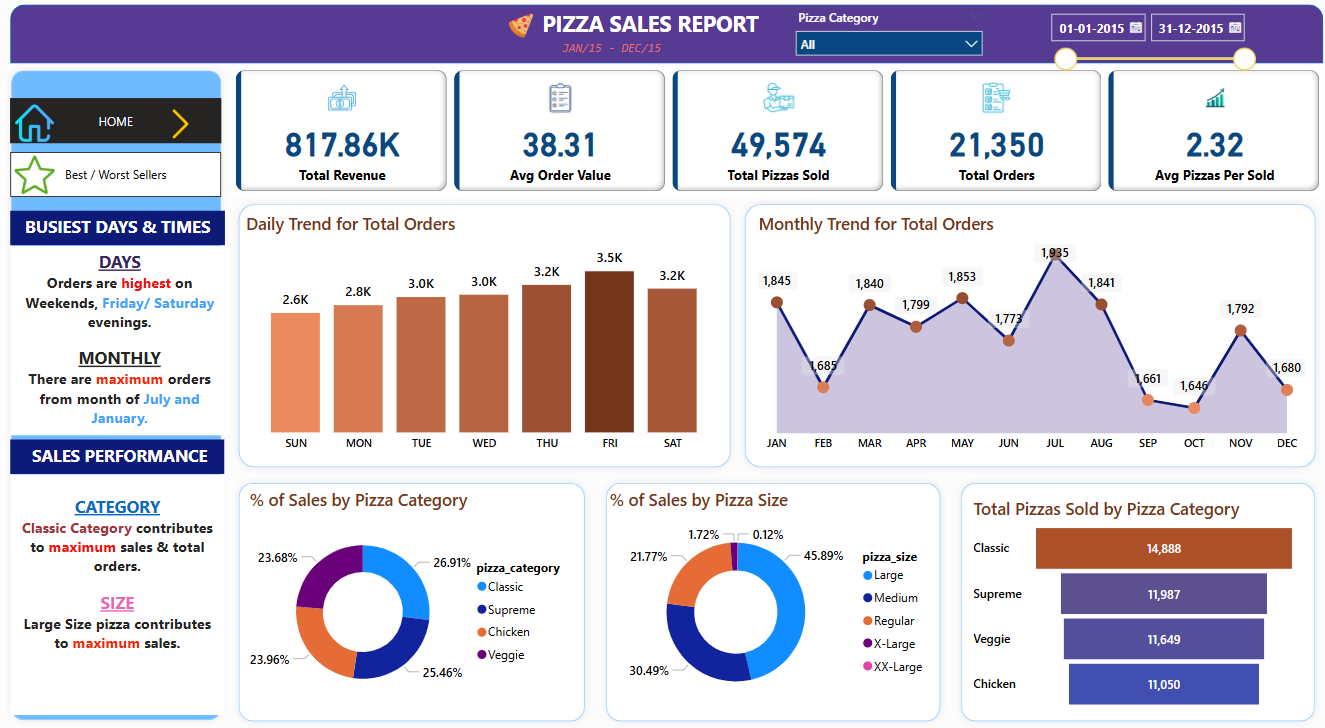 PIZZA SALES REPORT
JAN/15 - DEC/15
Pizza Category
All
01-01-2015
31-12-2015
HOME
Best / Worst Sellers
BUSIEST DAYS & TIMES
DAYS
Orders are highest on
Weekends, Friday/ Saturday
evenings.
MONTHLY
There are maximum orders
from month of July and
January.
SALES PERFORMANCE
CATEGORY
Classic Category contributes
to maximum sales & total
orders.
SIZE
Large Size pizza contributes
to maximum sales.
817.86K
Total Revenue
38.31
Avg Order Value
49,574
Total Pizzas Sold
21,350
Total Orders
2.32
Avg Pizzas Per Sold
Daily Trend for Total Orders
2.6K
2.8K
3.0K
3.0K
3.2K
3.5K
3.2K
SUN
MON
TUE
WED
THU
FRI
SAT
Monthly Trend for Total Orders
1,845
1,685
1,840
1,799
1,853
1,773
1,935
1,841
1,661
1,646
1,792
1,680
JAN
FEB
MAR
APR
MAY
JUN
JUL
AUG
SEP
OCT
NOV
DEC
% of Sales by Pizza Category
26.91%
25.46%
23.96%
23.68%
pizza_category
Classic
Supreme
Chicken
Veggie
% of Sales by Pizza Size
45.89%
30.49%
21.77%
1.72%
0.12%
pizza_size
Large
Medium
Regular
X-Large
XX-Large
Total Pizzas Sold by Pizza Category
Classic
14,888
Supreme
11,987
Veggie
11,649
Chicken
11,050